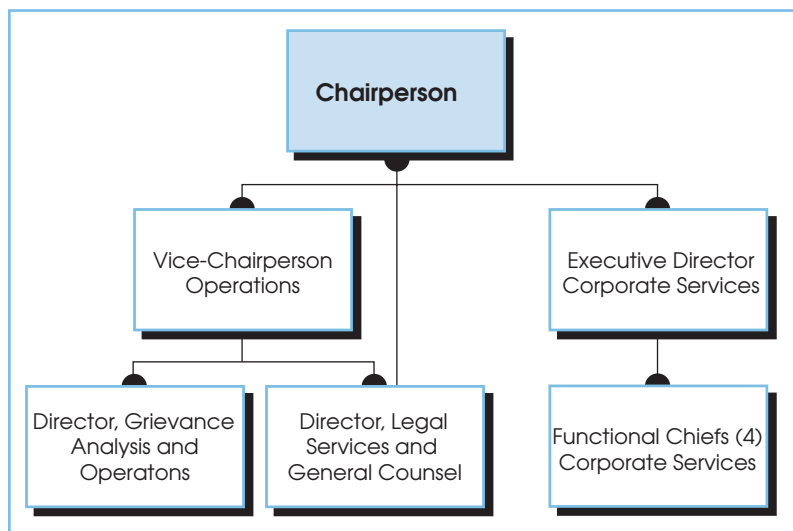 Chairperson
Vice-Chairperson
Operations
Executive Director
Corporate Services
Director, Grievance
Analysis and
Operatons
Director, Legal
Services and
General Counsel
Functional Chiefs (4)
Corporate Services